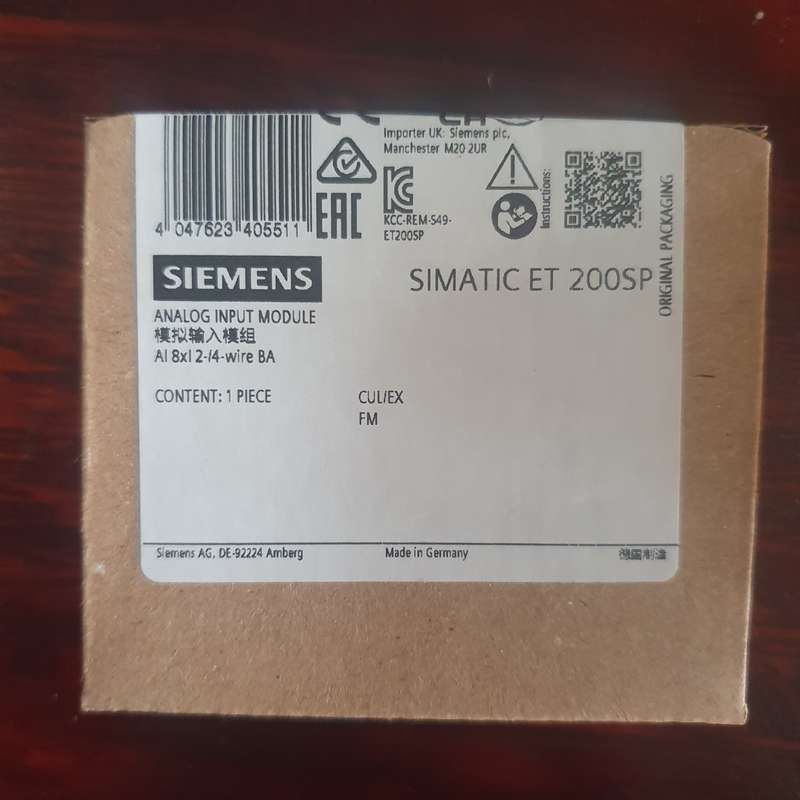 Importer UK: Siemens plc,
Manchester M20 2UR
Instructions:
KCC-REM-S49-
ET200SP
EAC
4 047623 405511
ORIGINAL PACKAGING
SIEMENS
SIMATIC ET 200SP
ANALOG INPUT MODULE
模拟输入模组
AI 8xI 2-/4-wire BA
CONTENT: 1 PIECE
CUL/EX
FM
Siemens AG, DE-92224 Amberg
Made in Germany
德国制造